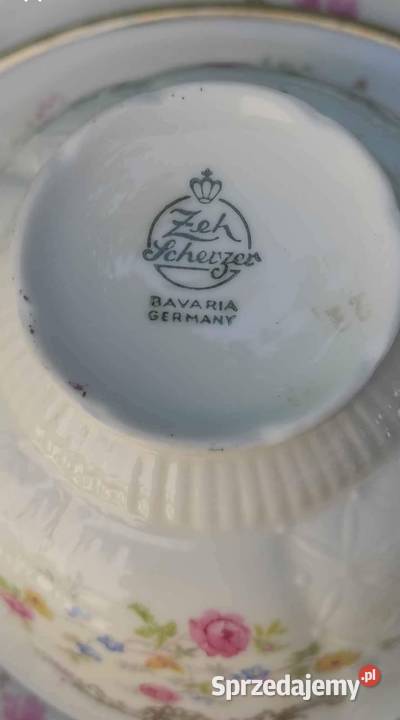 Zeh
Scherzer
BAVARIA
GERMANY
Sprzedajemy.pl